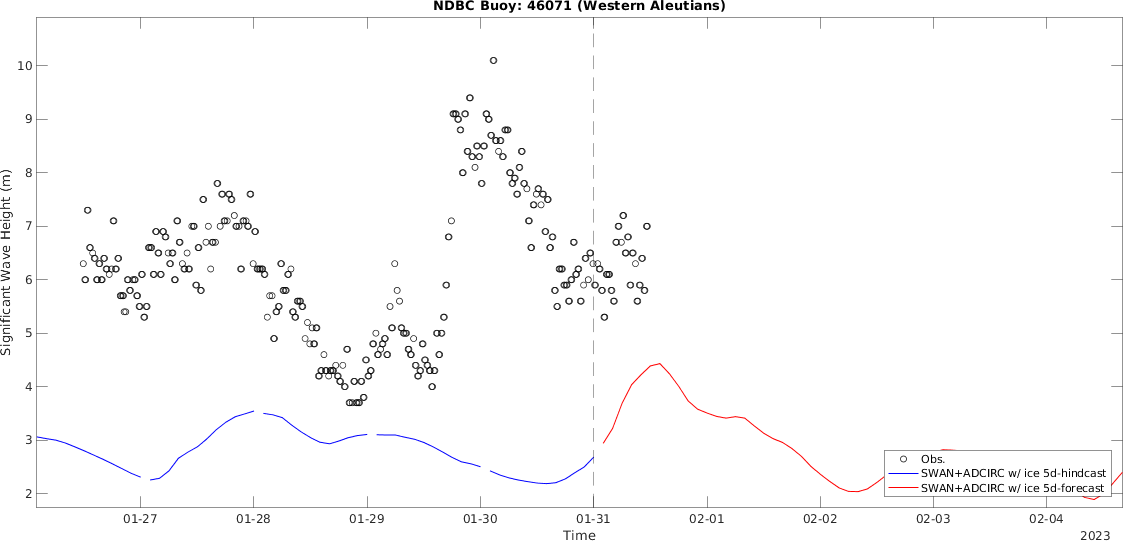 NDBC Buoy: 46071 (Western Aleutians)
Significant Wave Height (m)
10
9
8
7
6
5
4
3
2
Obs.
SWAN+ADCIRC w/ ice 5d-hindcast
SWAN+ADCIRC w/ ice 5d-forecast
01-27 01-28 01-29 01-30 01-31 02-01 02-02 02-03 02-04
Time
2023